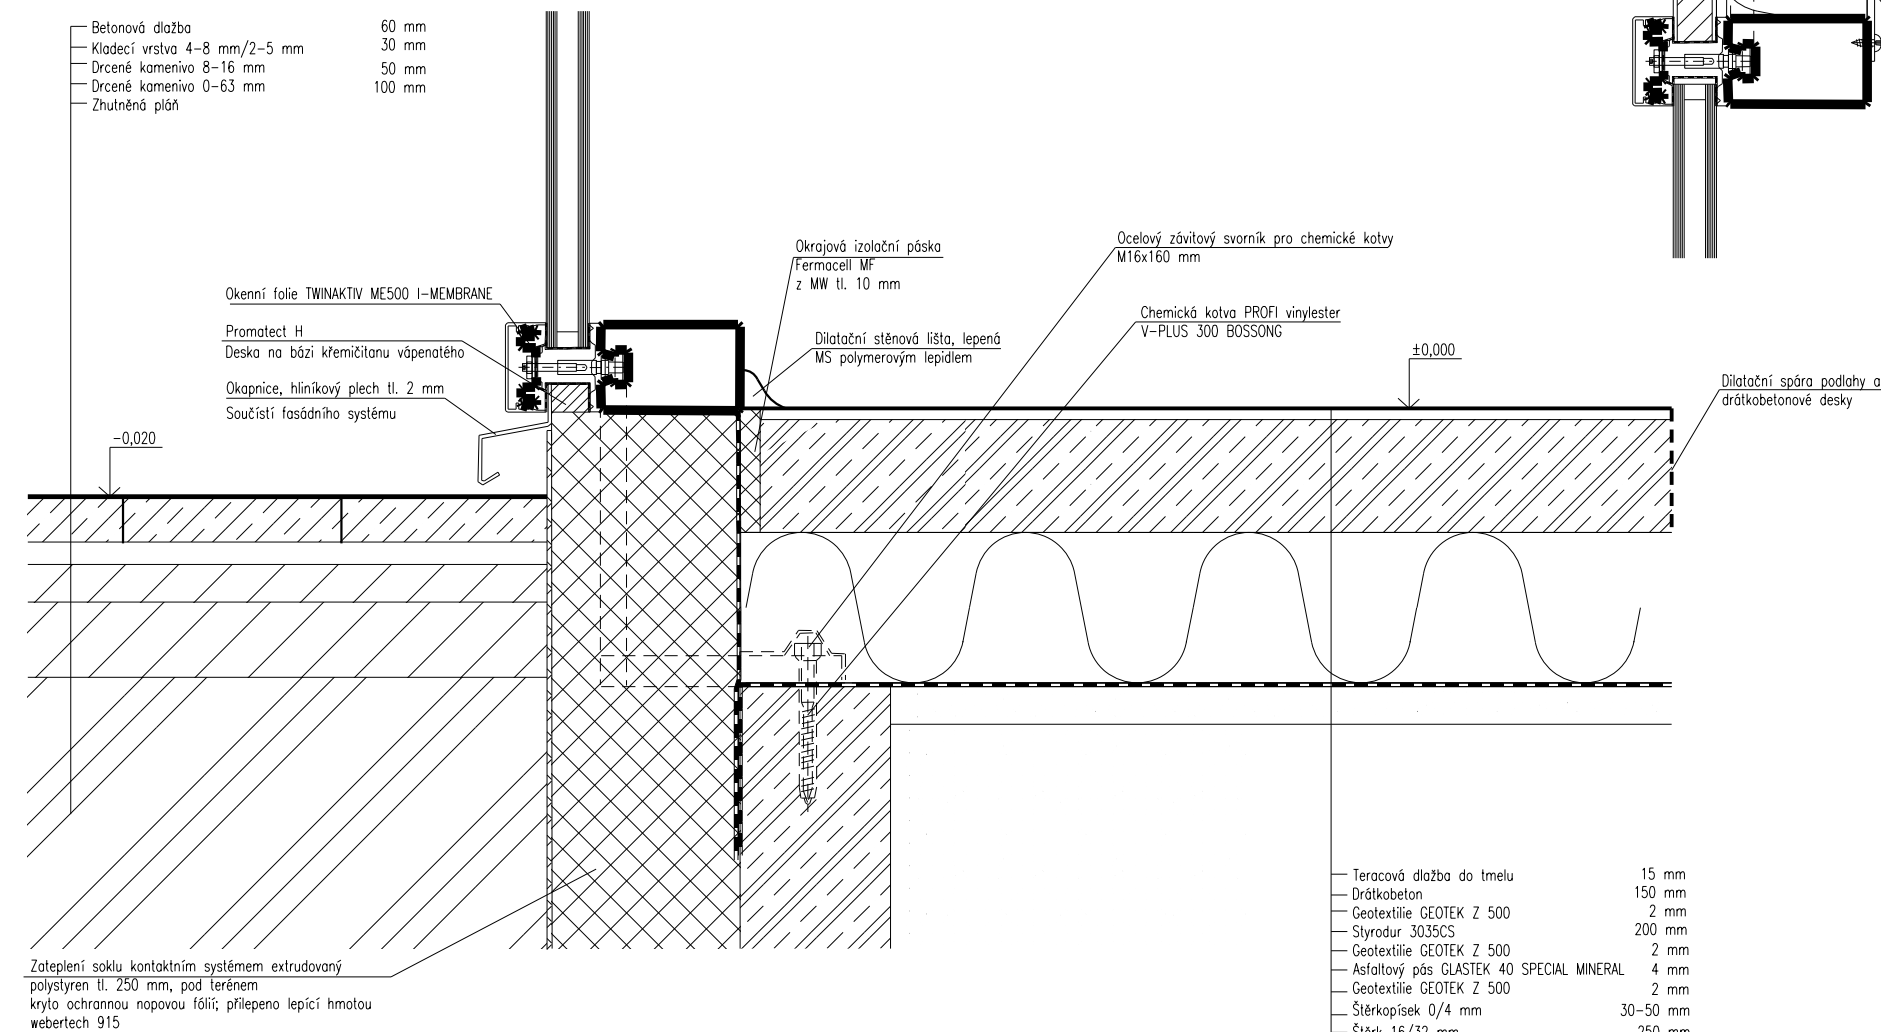 Betonová dlažba 60 mm
Kladecí vrstva 4-8 mm/2-5 mm 30 mm
Drcené kamenivo 8-16 mm 50 mm
Drcené kamenivo 0-63 mm 100 mm
Zhutněná pláň
Okrajová izolační páska
Fermacell MF
z MW tl. 10 mm
Ocelový závitový svorník pro chemické kotvy
M16x160 mm
Okenní folie TWINAKTIV ME500 I-MEMBRANE
Promatect H
Deska na bázi křemičitanu vápenatého
Okapnice, hliníkový plech tl. 2 mm
Součístí fasádního systému
Chemická kotva PROFI vinylester
V-PLUS 300 BOSSONG
Dilatační stěnová lišta, lepená
MS polymerovým lepidlem
±0,000
Dilatační spára podlahy a
drátkobetonové desky
-0,020
Teracová dlažba do tmelu 15 mm
Drátkobeton 150 mm
Geotextilie GEOTEK Z 500 2 mm
Styrodur 3035CS 200 mm
Geotextilie GEOTEK Z 500 2 mm
Asfaltový pás GLASTEK 40 SPECIAL MINERAL 4 mm
Geotextilie GEOTEK Z 500 2 mm
Štěrkopísek 0/4 mm 30-50 mm
Štěrk 16/32 mm 250 mm
Zateplení soklu kontaktním systémem extrudovaný
polystyren tl. 250 mm, pod terénem
kryto ochrannou nopovou fólií; přilepeno lepící hmotou
webertech 915